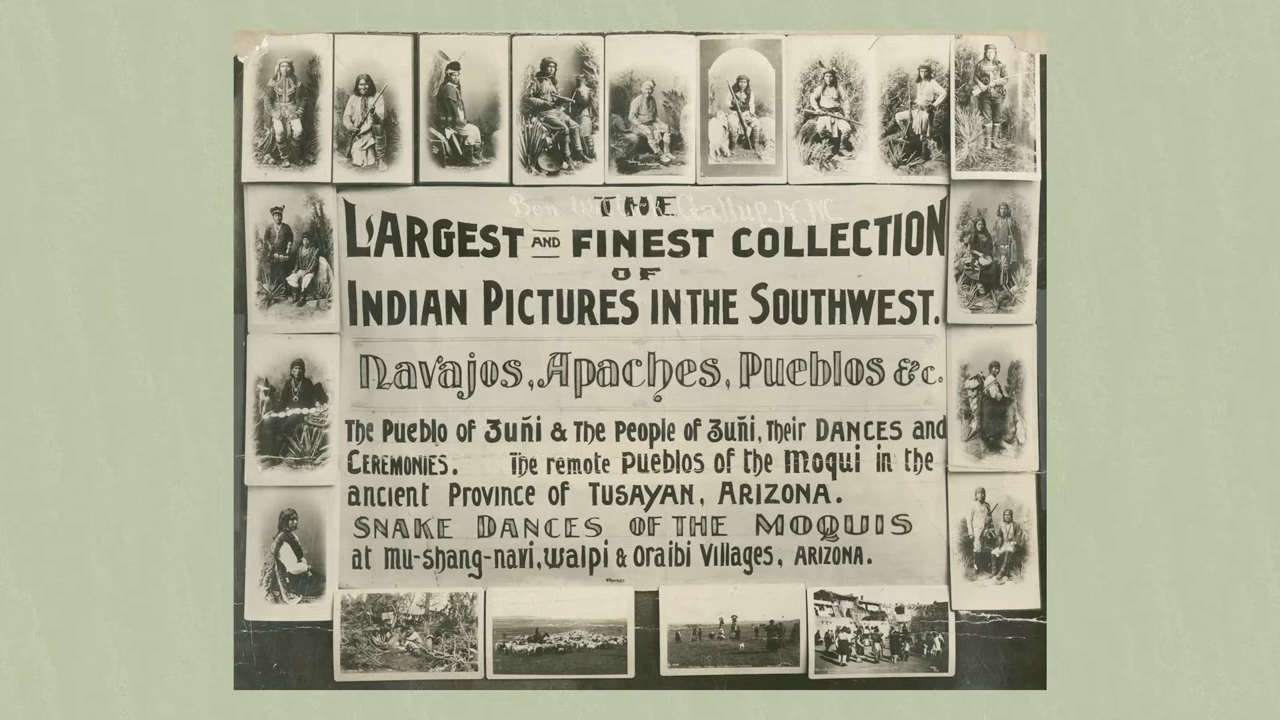 THE
Ben Gallup, N.M.
LARGEST AND FINEST COLLECTION
OF
INDIAN PICTURES IN THE SOUTHWEST.
Navajos, Apaches, Pueblos &c.
The Pueblo of Zuñi & The People of Zuñi, Their DANCES and
CEREMONIES. The remote Pueblos of the Moqui in the
ancient Province of TUSAYAN, ARIZONA.
SNAKE DANCES OF THE MOQUIS
at Mu-shang-navi, Walpi & Oraibi Villages, ARIZONA.